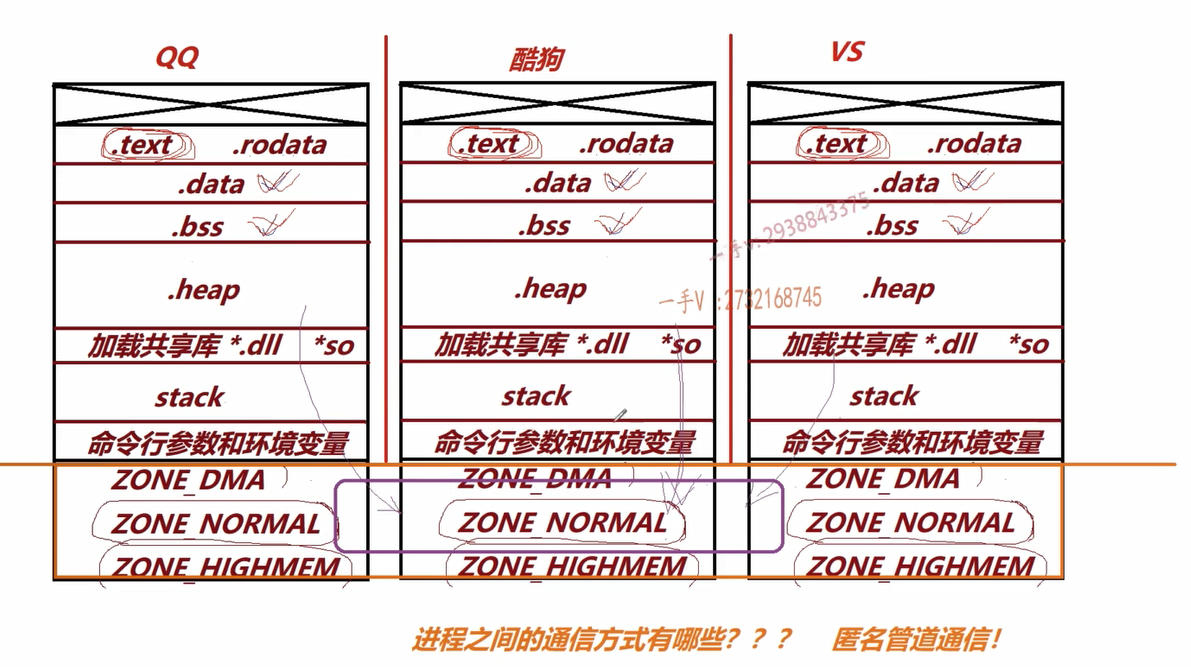 QQ 酷狗 VS
.text .rodata .text .rodata .text .rodata
.data .data .data
.bss .bss .bss
一手v:2938843375
.heap .heap .heap
一手V :2732168745
加载共享库 *.dll *so 加载共享库 *.dll *so 加载共享库 *.dll *so
stack stack stack
命令行参数和环境变量 命令行参数和环境变量 命令行参数和环境变量
ZONE_DMA ZONE_DMA ZONE_DMA
ZONE_NORMAL ZONE_NORMAL ZONE_NORMAL
ZONE_HIGHMEM ZONE_HIGHMEM ZONE_HIGHMEM
进程之间的通信方式有哪些？？？ 匿名管道通信！